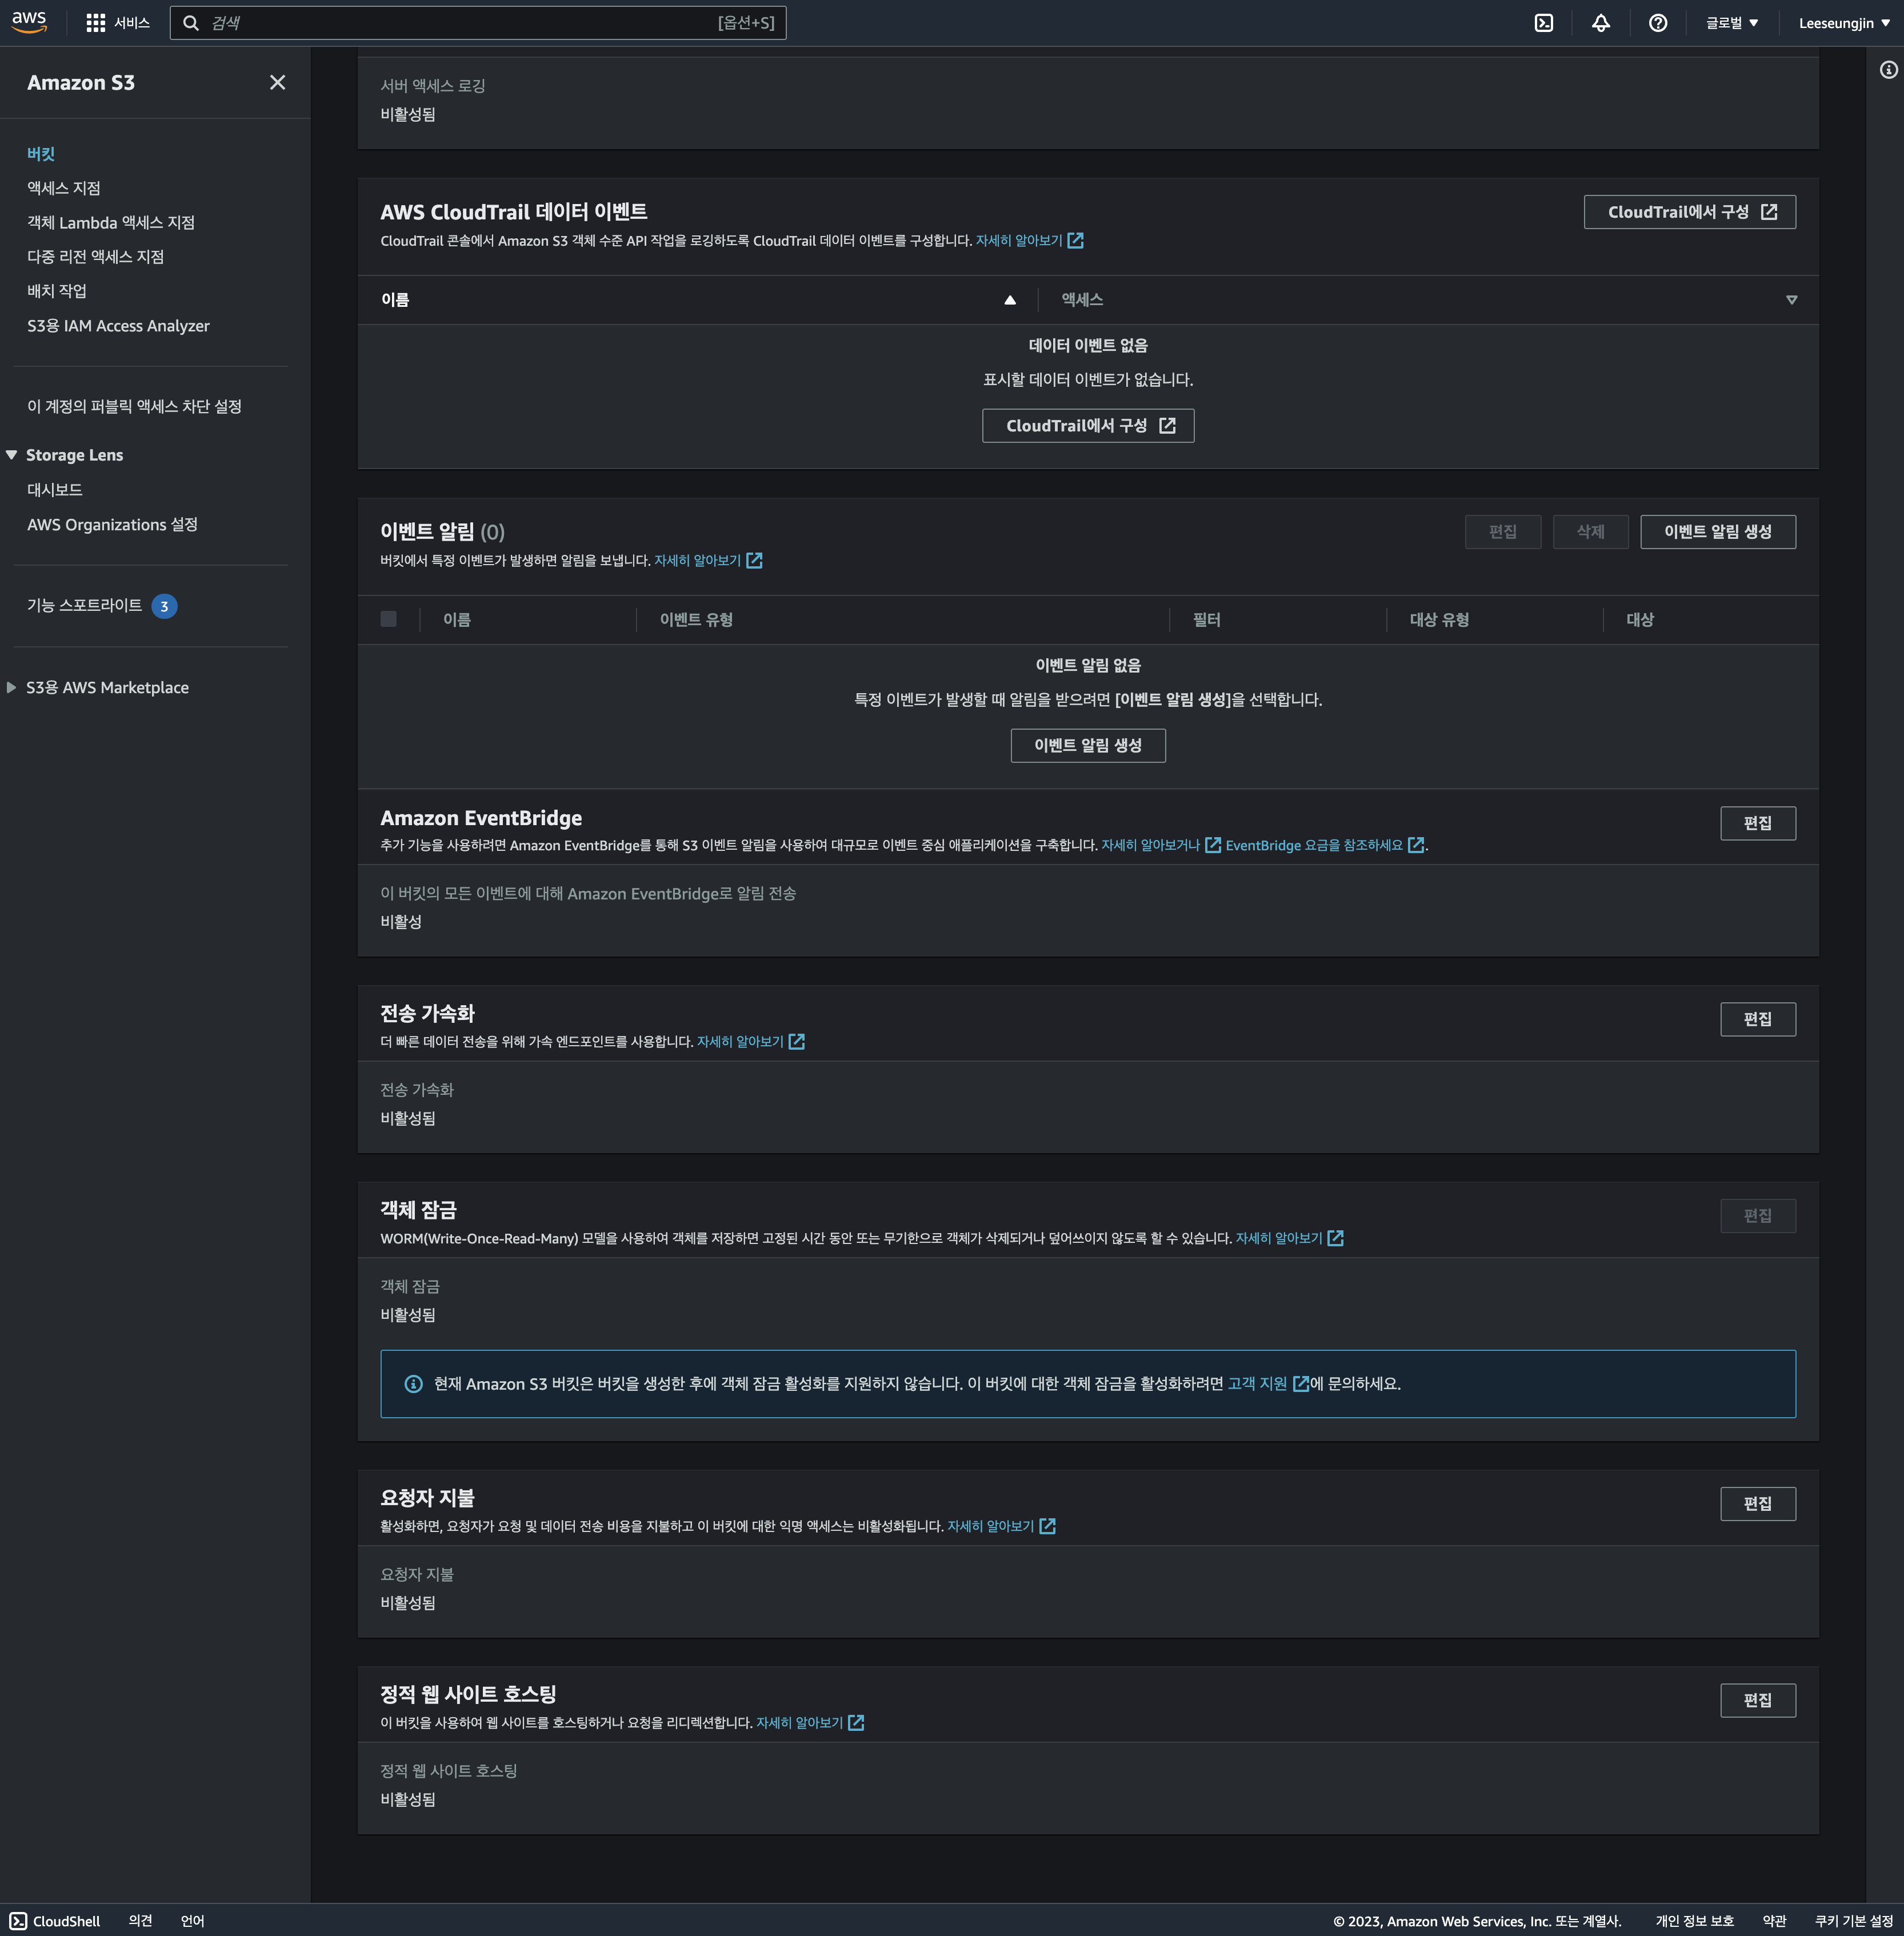 aws
서비스
검색
[옵션+S]
글로벌
Leeseungjin
Amazon S3
버킷
액세스 지점
객체 Lambda 액세스 지점
다중 리전 액세스 지점
배치 작업
S3용 IAM Access Analyzer
이 계정의 퍼블릭 액세스 차단 설정
Storage Lens
대시보드
AWS Organizations 설정
기능 스포트라이트 3
S3용 AWS Marketplace
서버 액세스 로깅
비활성됨
AWS CloudTrail 데이터 이벤트
CloudTrail에서 구성
CloudTrail 콘솔에서 Amazon S3 객체 수준 API 작업을 로깅하도록 CloudTrail 데이터 이벤트를 구성합니다. 자세히 알아보기
이름 액세스
데이터 이벤트 없음
표시할 데이터 이벤트가 없습니다.
CloudTrail에서 구성
이벤트 알림 (0)
편집 삭제 이벤트 알림 생성
버킷에서 특정 이벤트가 발생하면 알림을 보냅니다. 자세히 알아보기
이름 이벤트 유형 필터 대상 유형 대상
이벤트 알림 없음
특정 이벤트가 발생할 때 알림을 받으려면 [이벤트 알림 생성]을 선택합니다.
이벤트 알림 생성
Amazon EventBridge
편집
추가 기능을 사용하려면 Amazon EventBridge를 통해 S3 이벤트 알림을 사용하여 대규모로 이벤트 중심 애플리케이션을 구축합니다. 자세히 알아보거나 EventBridge 요금을 참조하세요.
이 버킷의 모든 이벤트에 대해 Amazon EventBridge로 알림 전송
비활성
전송 가속화
편집
더 빠른 데이터 전송을 위해 가속 엔드포인트를 사용합니다. 자세히 알아보기
전송 가속화
비활성됨
객체 잠금
편집
WORM(Write-Once-Read-Many) 모델을 사용하여 객체를 저장하면 고정된 시간 동안 또는 무기한으로 객체가 삭제되거나 덮어쓰이지 않도록 할 수 있습니다. 자세히 알아보기
객체 잠금
비활성됨
현재 Amazon S3 버킷은 버킷을 생성한 후에 객체 잠금 활성화를 지원하지 않습니다. 이 버킷에 대한 객체 잠금을 활성화하려면 고객 지원에 문의하세요.
요청자 지불
편집
활성화하면, 요청자가 요청 및 데이터 전송 비용을 지불하고 이 버킷에 대한 익명 액세스는 비활성화됩니다. 자세히 알아보기
요청자 지불
비활성됨
정적 웹 사이트 호스팅
편집
이 버킷을 사용하여 웹 사이트를 호스팅하거나 요청을 리디렉션합니다. 자세히 알아보기
정적 웹 사이트 호스팅
비활성됨
CloudShell 의견 언어
© 2023, Amazon Web Services, Inc. 또는 계열사. 개인 정보 보호 약관 쿠키 기본 설정